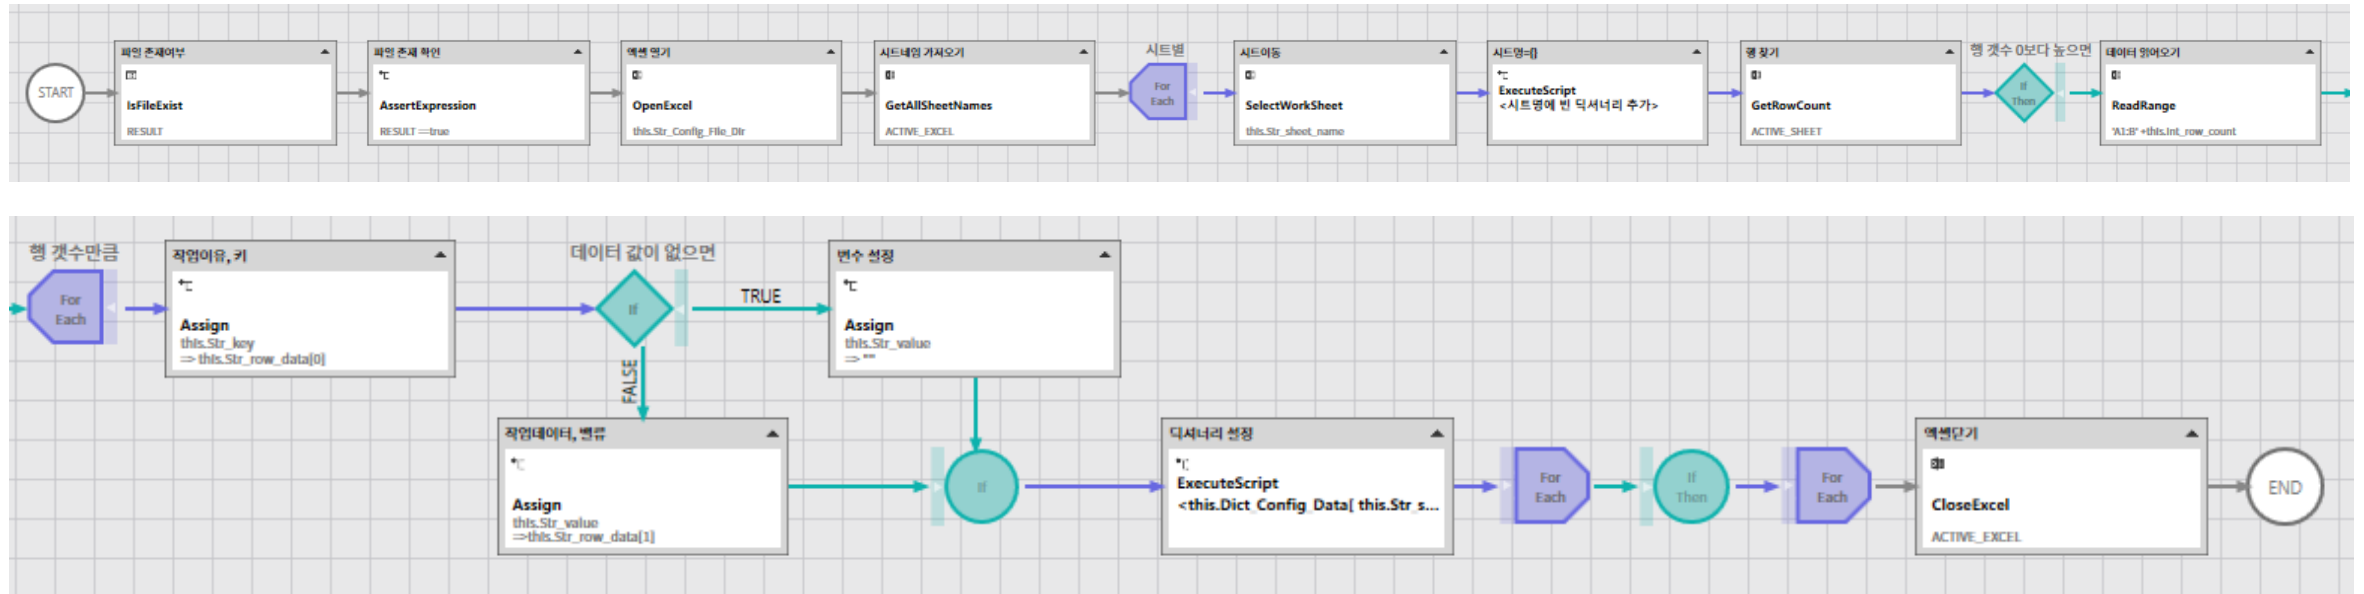 START
파일 존재여부
IsFileExist
RESULT
파일 존재 확인
AssertExpression
RESULT ==true
엑셀 열기
OpenExcel
this.Str_Config_File_Dir
시트네임 가져오기
GetAllSheetNames
ACTIVE_EXCEL
시트별
For
Each
시트이동
SelectWorkSheet
this.Str_sheet_name
시트명={}
ExecuteScript
<시트명에 빈 딕셔너리 추가>
행 찾기
GetRowCount
ACTIVE_SHEET
행 갯수 0보다 높으면
If
Then
데이터 읽어오기
ReadRange
"A1:B"+this.Int_row_count
행 갯수만큼
For
Each
작업이유, 키
Assign
this.Str_key
=> this.Str_row_data[0]
데이터 값이 없으면
If
TRUE
FALSE
변수 설정
Assign
this.Str_value
=> ""
작업데이터, 밸류
Assign
this.Str_value
=>this.Str_row_data[1]
If
딕셔너리 설정
ExecuteScript
<this.Dict_Config_Data[ this.Str_s...
For
Each
If
Then
For
Each
엑셀닫기
CloseExcel
ACTIVE_EXCEL
END